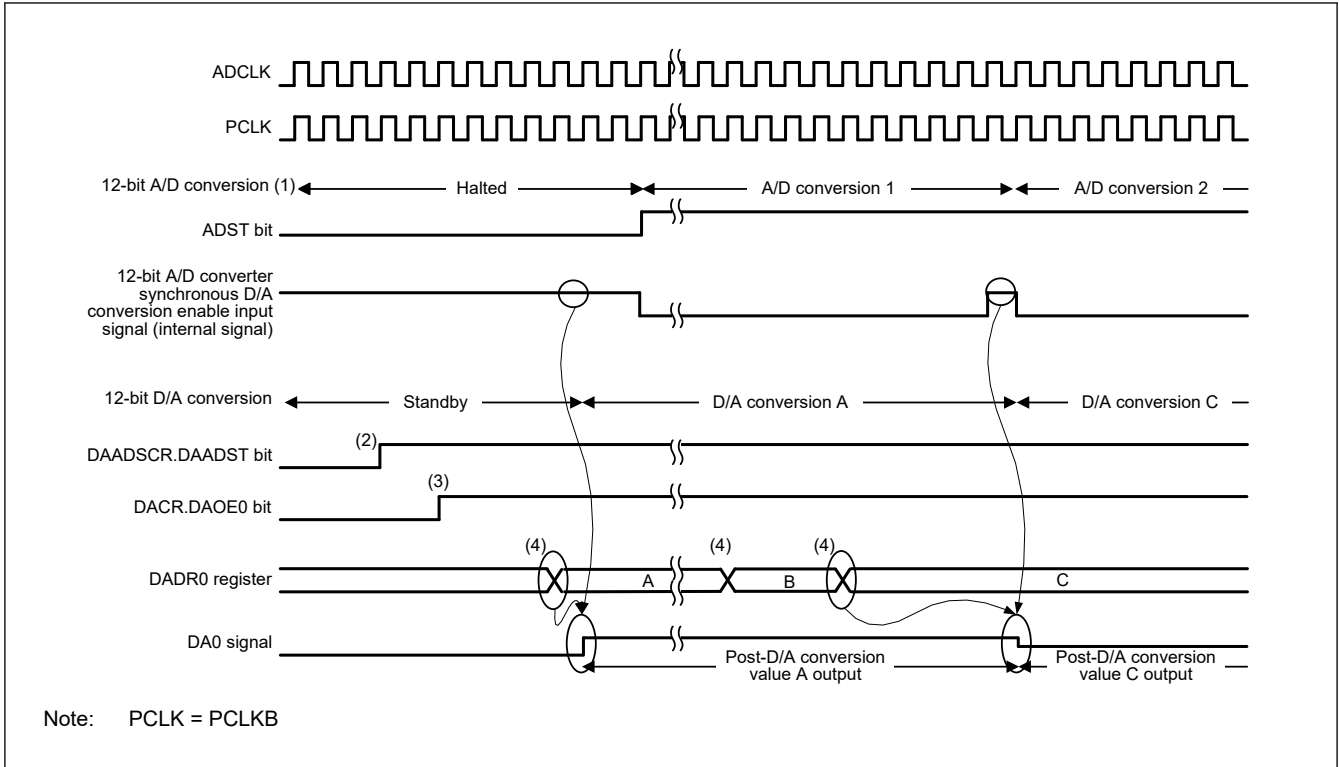 ADCLK
PCLK
12-bit A/D conversion (1)
Halted
A/D conversion 1
A/D conversion 2
ADST bit
12-bit A/D converter
synchronous D/A
conversion enable input
signal (internal signal)
12-bit D/A conversion
Standby
D/A conversion A
D/A conversion C
DAADSCR.DAADST bit
(2)
DACR.DAOE0 bit
(3)
(4)
(4)
(4)
DADR0 register
A
B
C
DA0 signal
Post-D/A conversion
value A output
Post-D/A conversion
value C output
Note: PCLK = PCLKB